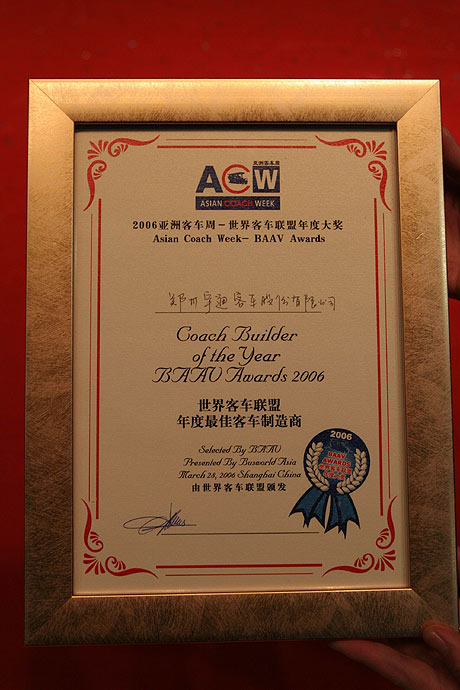 亚洲客车周
ACW
ASIAN COACH WEEK
2006亚洲客车周-世界客车联盟年度大奖
Asian Coach Week- BAAV Awards
郑州宇通客车股份有限公司
Coach Builder
of the Year
BAAV Awards 2006
世界客车联盟
年度最佳客车制造商
2006
BAAV
AWARDS
Selected By BAAV
Presented By Busworld Asia
March 28, 2006 Shanghai China
由世界客车联盟颁发